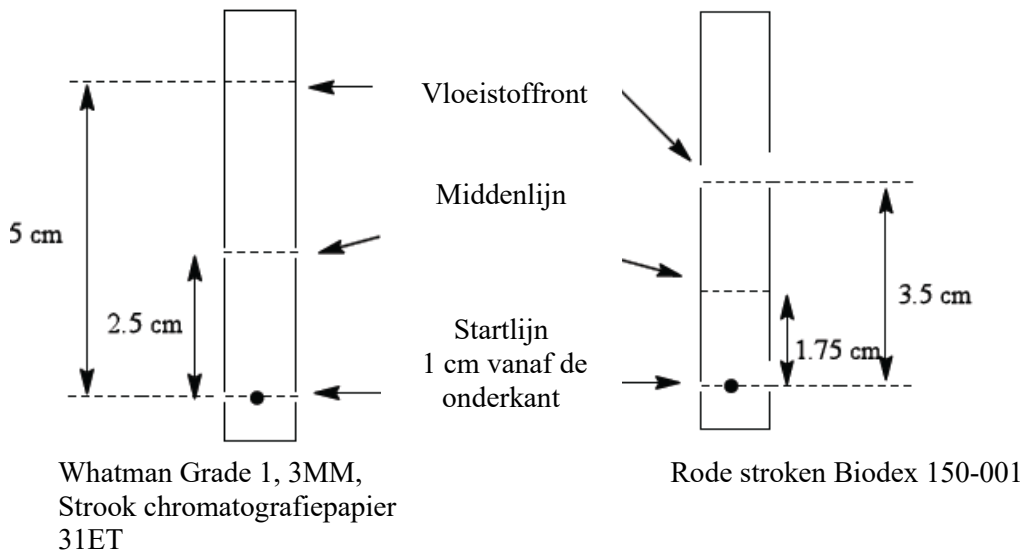 Vloeistoffront
Middenlijn
5 cm
3.5 cm
2.5 cm
Startlijn
1 cm vanaf de
onderkant
1.75 cm
Whatman Grade 1, 3MM,
Strook chromatografiepapier
31ET
Rode stroken Biodex 150-001